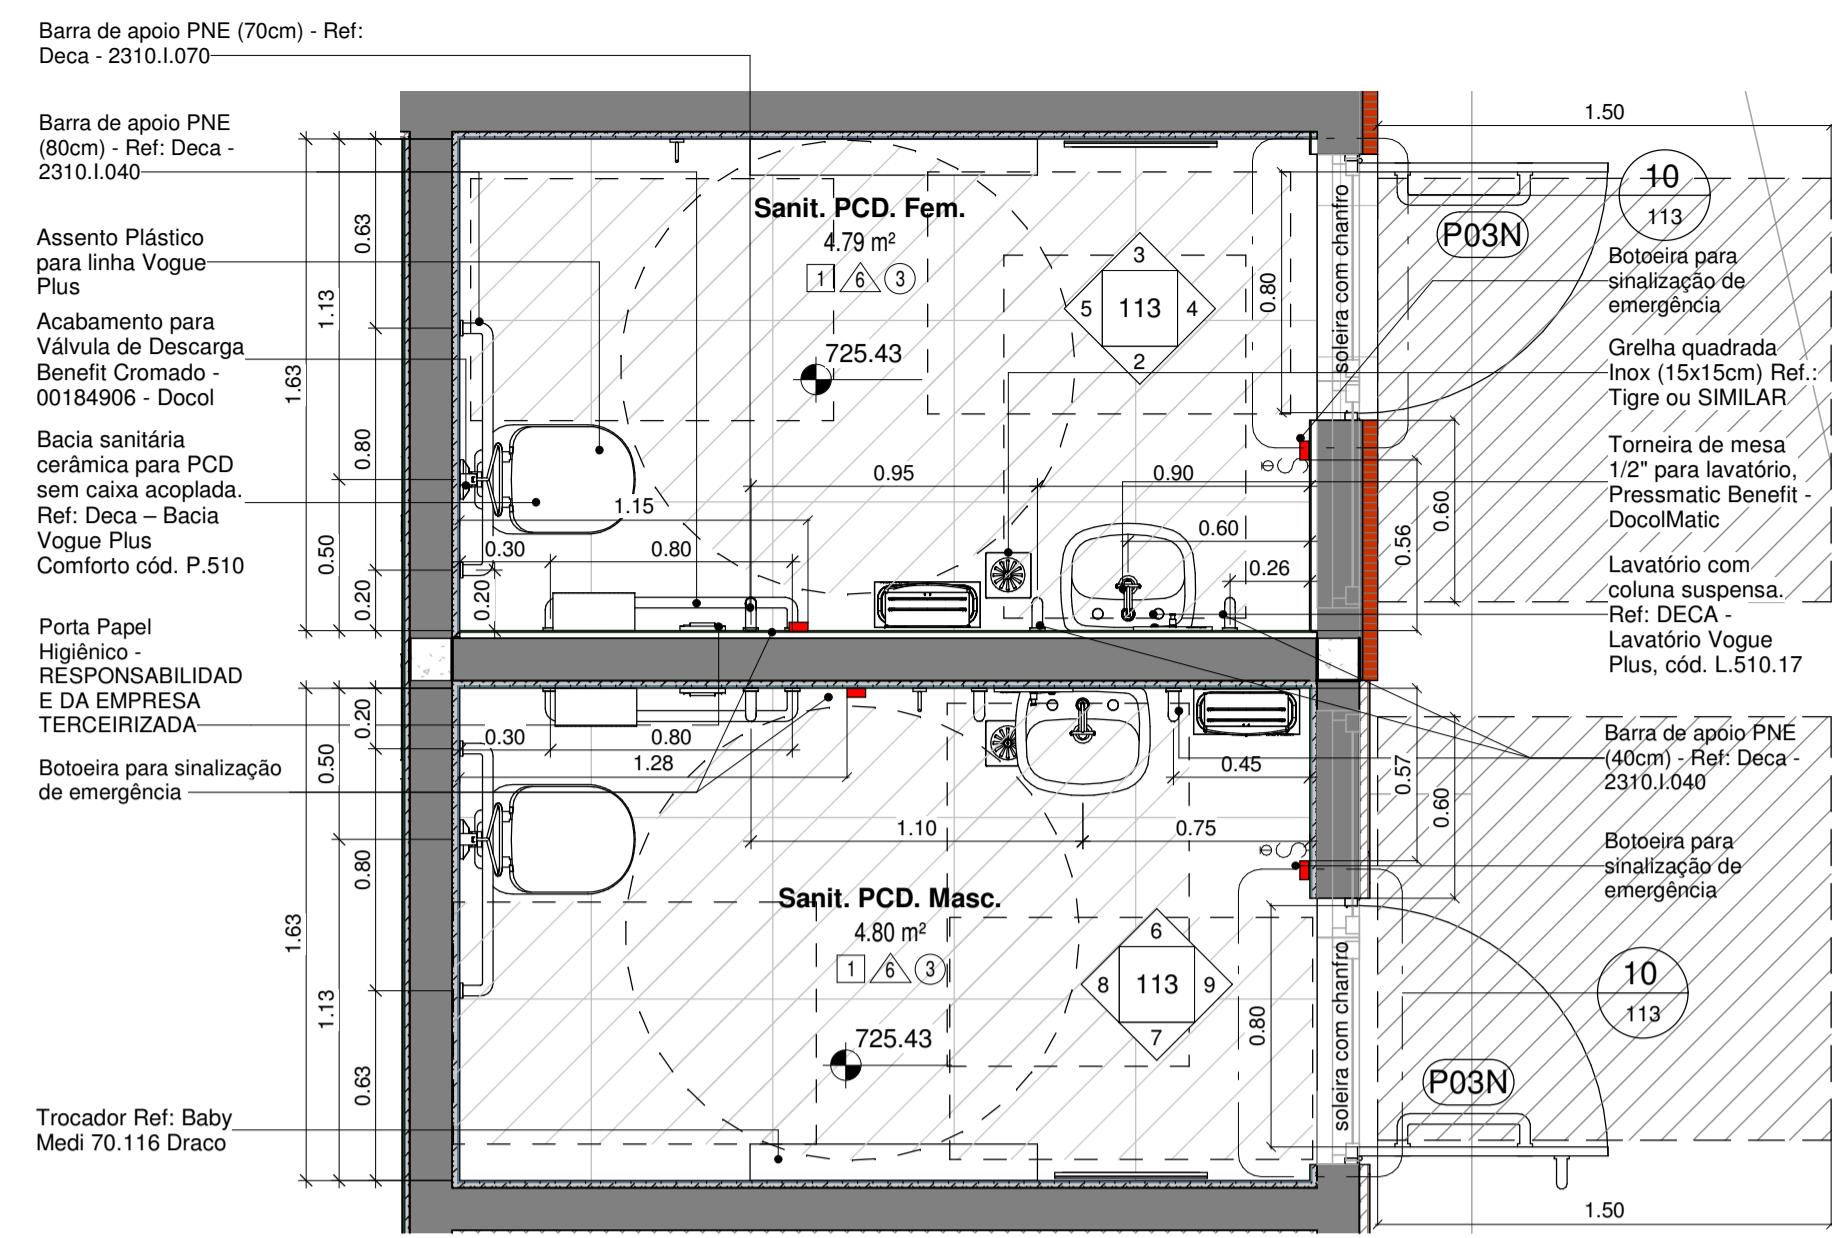 Barra de apoio PNE (70cm) - Ref:
Deca - 2310.I.070
Barra de apoio PNE
(80cm) - Ref: Deca -
2310.I.040
Assento Plástico
para linha Vogue
Plus
Acabamento para
Válvula de Descarga
Benefit Cromado -
00184906 - Docol
Bacia sanitária
cerâmica para PCD
sem caixa acoplada.
Ref: Deca – Bacia
Vogue Plus
Comforto cód. P.510
Porta Papel
Higiênico -
RESPONSABILIDAD
E DA EMPRESA
TERCEIRIZADA
Botoeira para sinalização
de emergência
Trocador Ref: Baby
Medi 70.116 Draco
1.63
1.13
0.50
0.63
0.80
0.20
Sanit. PCD. Fem.
4.79 m²
1 6 3
725.43
3
5 113 4
2
0.80
soleira com chanfro
0.95
0.90
1.15
0.60
0.30
0.80
0.26
0.20
0.56
0.60
1.50
10
113
P03N
Botoeira para
sinalização de
emergência
Grelha quadrada
Inox (15x15cm) Ref.:
Tigre ou SIMILAR
Torneira de mesa
1/2" para lavatório,
Pressmatic Benefit -
DocolMatic
Lavatório com
coluna suspensa.
Ref: DECA -
Lavatório Vogue
Plus, cód. L.510.17
Barra de apoio PNE
(40cm) - Ref: Deca -
2310.I.040
Botoeira para
sinalização de
emergência
0.20
0.50
0.80
1.63
1.13
0.63
0.30
0.80
1.28
0.45
0.57
0.60
1.10
0.75
Sanit. PCD. Masc.
4.80 m²
1 6 3
725.43
6
8 113 9
7
0.80
soleira com chanfro
10
113
P03N
1.50